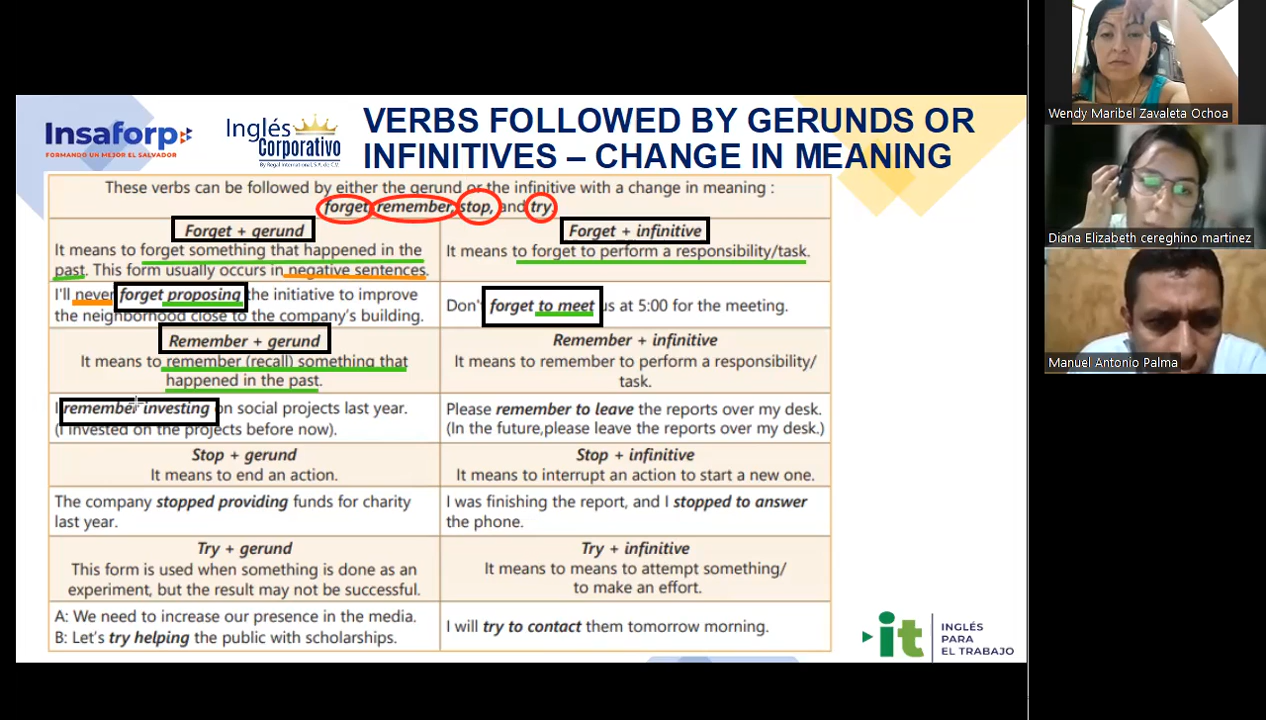 Insaforp
FORMANDO UN MEJOR EL SALVADOR
Inglés
Corporativo
VERBS FOLLOWED BY GERUNDS OR
INFINITIVES – CHANGE IN MEANING
These verbs can be followed by either the gerund or the infinitive with a change in meaning :
forget, remember, stop, and try.
Forget + gerund
It means to forget something that happened in the
past. This form usually occurs in negative sentences.
Forget + infinitive
It means to forget to perform a responsibility/task.
I'll never forget proposing the initiative to improve
the neighborhood close to the company's building.
Don't forget to meet us at 5:00 for the meeting.
Remember + gerund
It means to remember (recall) something that
happened in the past.
Remember + infinitive
It means to remember to perform a responsibility/
task.
I remember investing on social projects last year.
(I invested on the projects before now).
Please remember to leave the reports over my desk.
(In the future,please leave the reports over my desk.)
Stop + gerund
It means to end an action.
Stop + infinitive
It means to interrupt an action to start a new one.
The company stopped providing funds for charity
last year.
I was finishing the report, and I stopped to answer
the phone.
Try + gerund
This form is used when something is done as an
experiment, but the result may not be successful.
Try + infinitive
It means to means to attempt something/
to make an effort.
A: We need to increase our presence in the media.
B: Let's try helping the public with scholarships.
I will try to contact them tomorrow morning.
it
INGLÉS
PARA
EL TRABAJO
Wendy Maribel Zavaleta Ochoa
Diana Elizabeth cereghino martinez
Manuel Antonio Palma